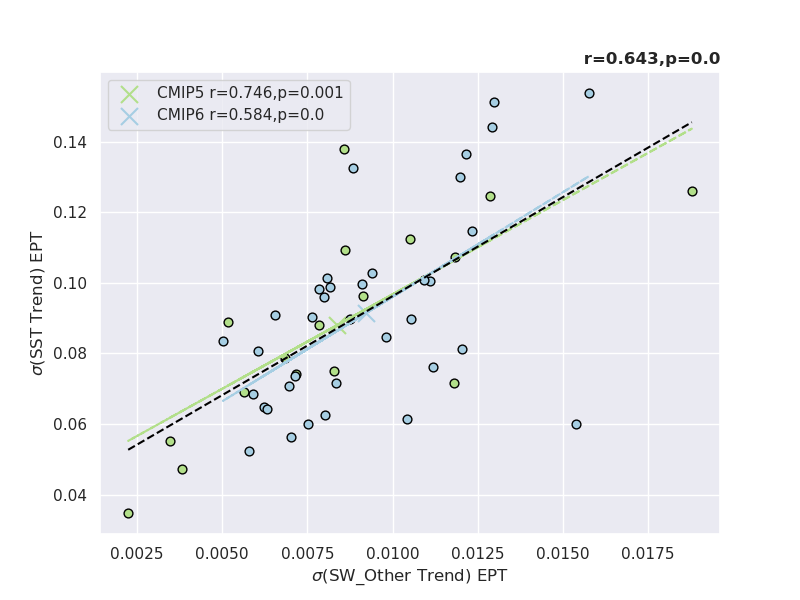 r=0.643,p=0.0
CMIP5 r=0.746,p=0.001
CMIP6 r=0.584,p=0.0
0.14
0.12
0.10
0.08
0.06
0.04
σ(SST Trend) EPT
0.0025 0.0050 0.0075 0.0100 0.0125 0.0150 0.0175
σ(SW_Other Trend) EPT